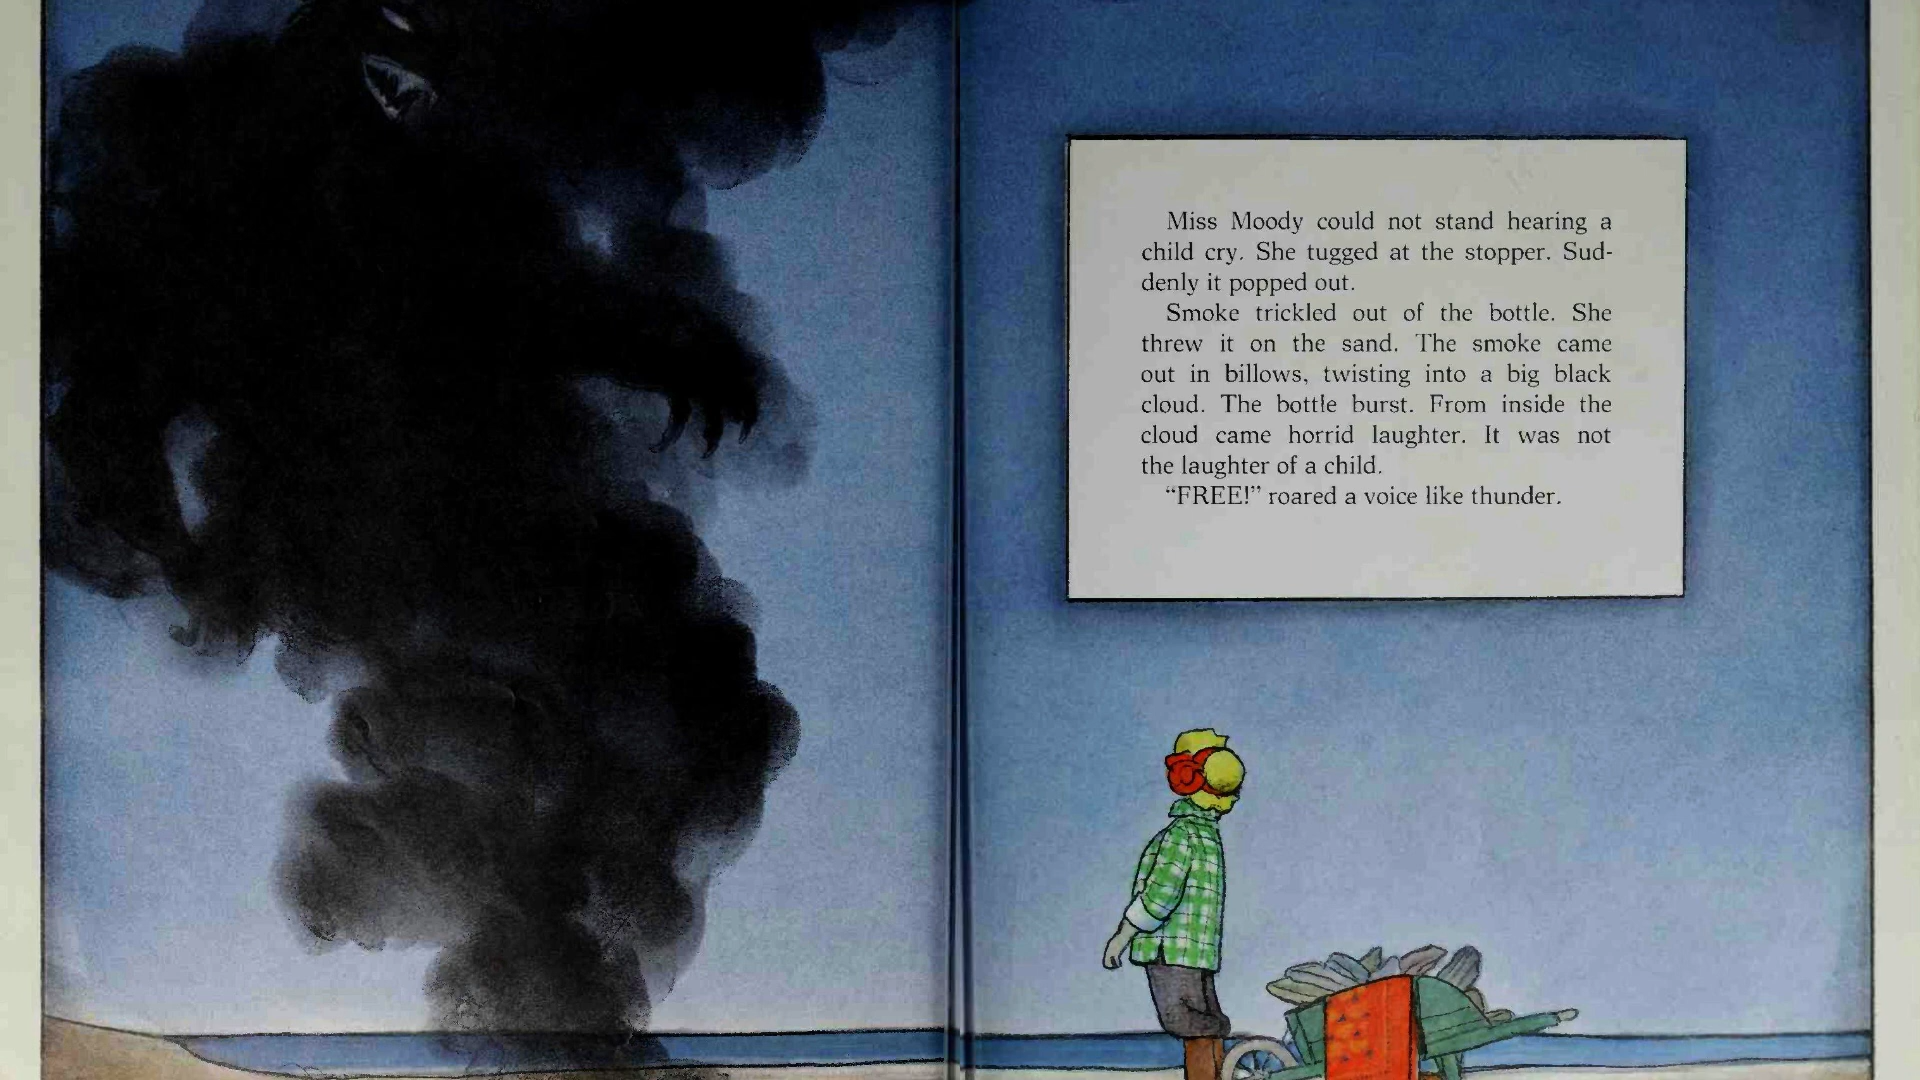 Miss Moody could not stand hearing a
child cry. She tugged at the stopper. Sud-
denly it popped out.
Smoke trickled out of the bottle. She
threw it on the sand. The smoke came
out in billows, twisting into a big black
cloud. The bottle burst. From inside the
cloud came horrid laughter. It was not
the laughter of a child.
“FREE!” roared a voice like thunder.